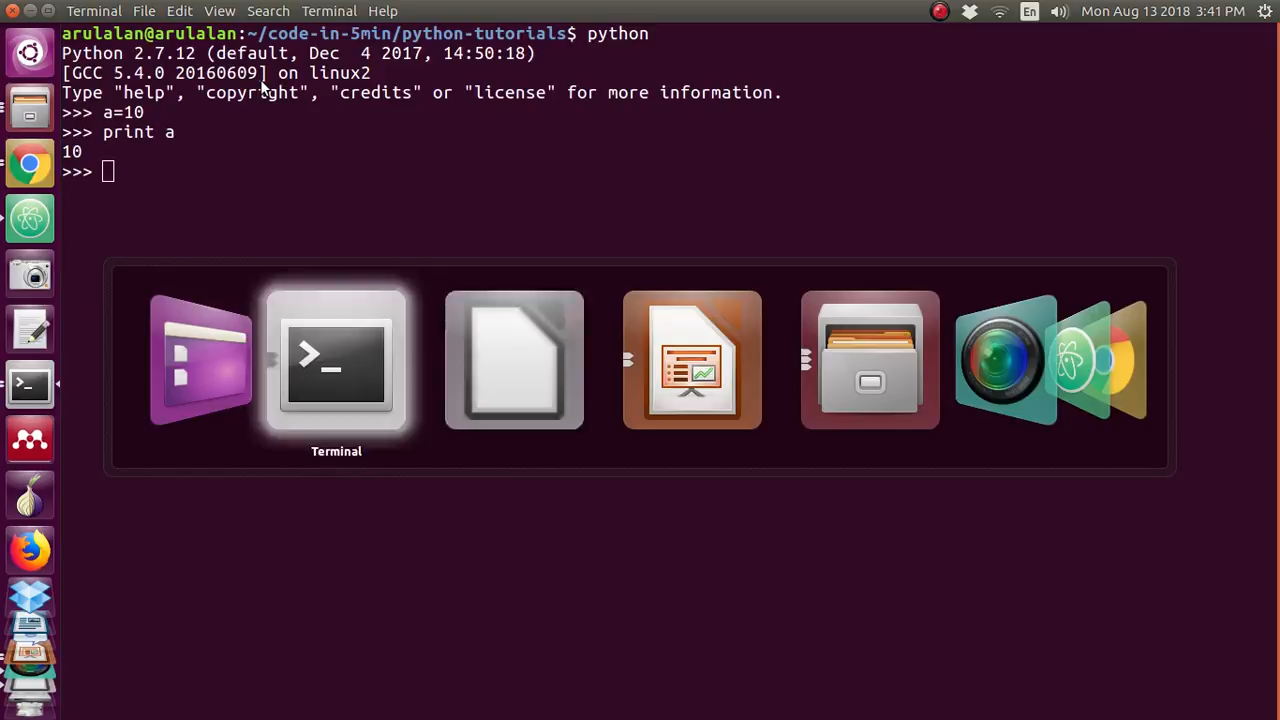 Terminal File Edit View Search Terminal Help En Mon Aug 13 2018 3:41 PM
arulalan@arulalan:~/code-in-5min/python-tutorials$ python
Python 2.7.12 (default, Dec  4 2017, 14:50:18)
[GCC 5.4.0 20160609] on linux2
Type "help", "copyright", "credits" or "license" for more information.
>>> a=10
>>> print a
10
>>>
>_
Terminal